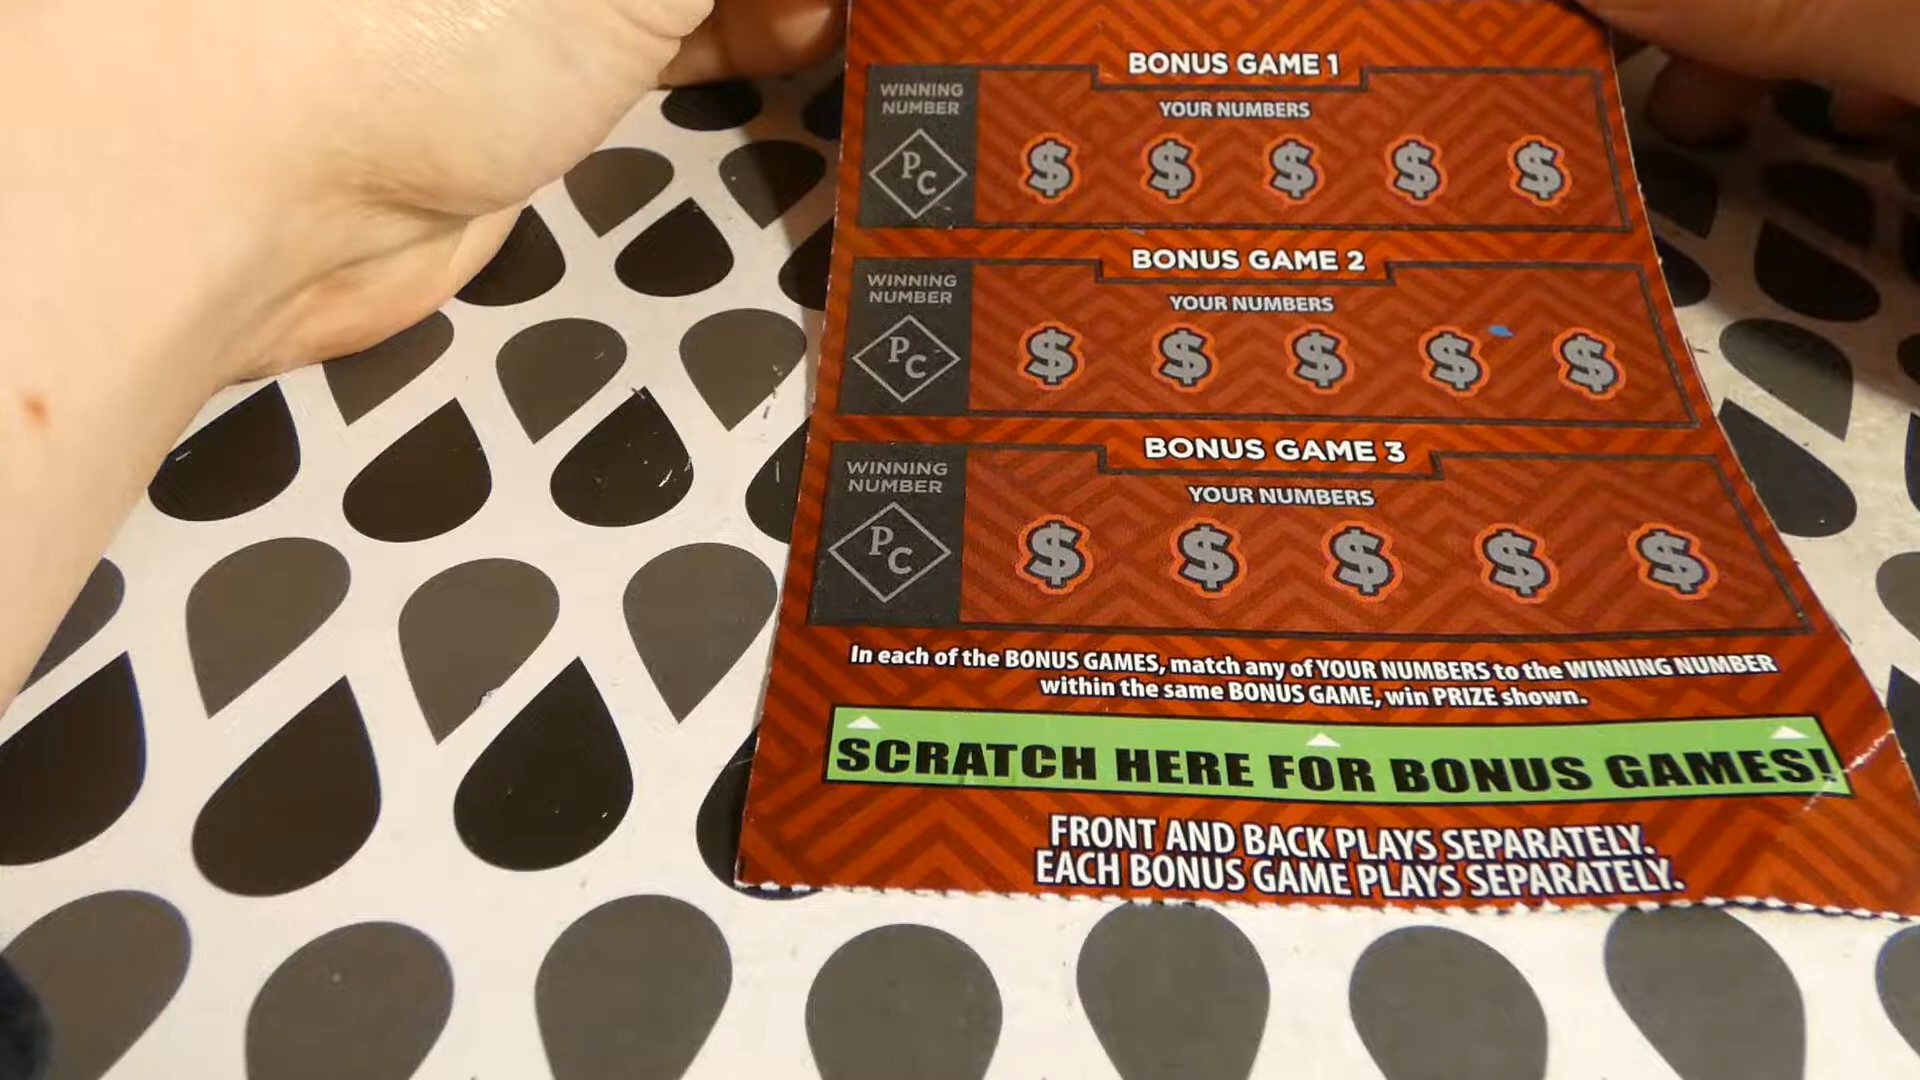 BONUS GAME 1
WINNING
NUMBER
YOUR NUMBERS
PC
$ $ $ $ $
BONUS GAME 2
WINNING
NUMBER
YOUR NUMBERS
PC
$ $ $ $ $
BONUS GAME 3
WINNING
NUMBER
YOUR NUMBERS
PC
$ $ $ $ $
In each of the BONUS GAMES, match any of YOUR NUMBERS to the WINNING NUMBER
within the same BONUS GAME, win PRIZE shown.
SCRATCH HERE FOR BONUS GAMES!
FRONT AND BACK PLAYS SEPARATELY.
EACH BONUS GAME PLAYS SEPARATELY.